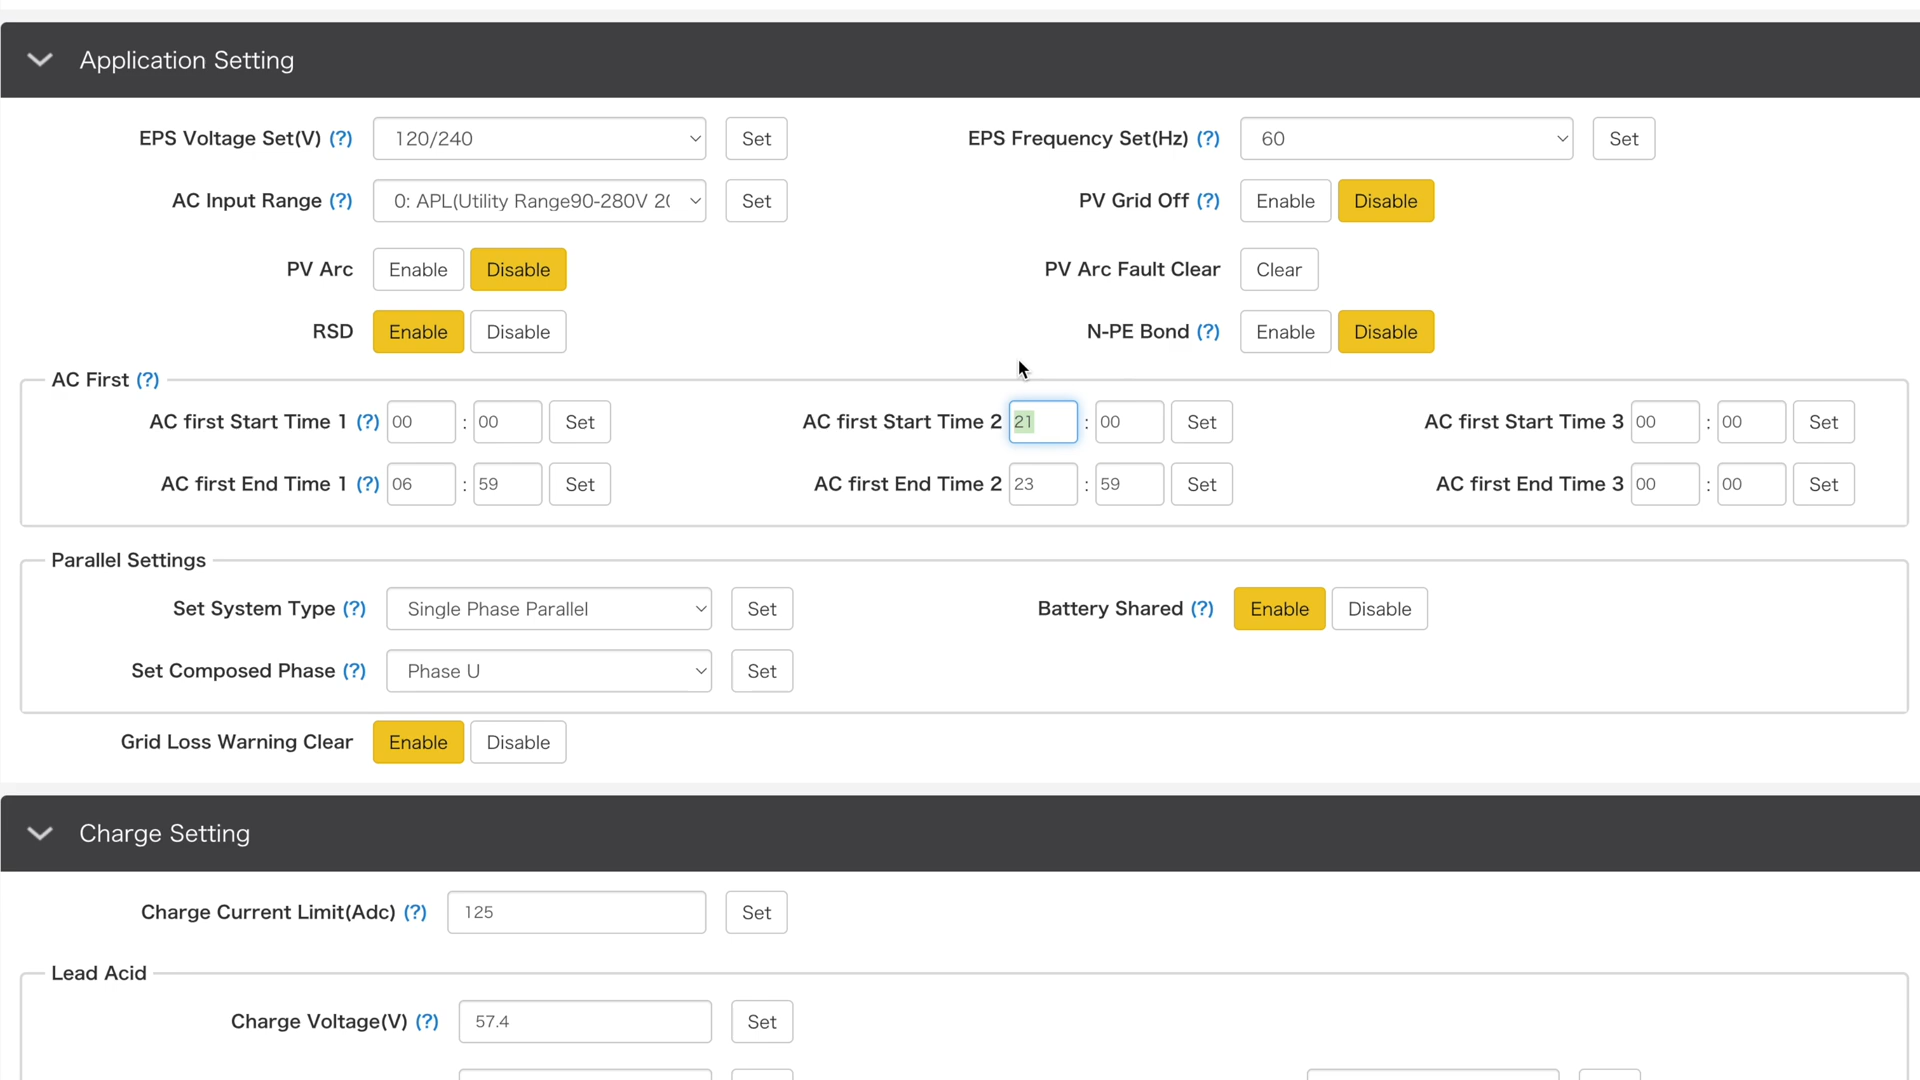 Application Setting
EPS Voltage Set(V) (?) 120/240 Set EPS Frequency Set(Hz) (?) 60 Set
AC Input Range (?) 0: APL(Utility Range90-280V 20 Set PV Grid Off (?) Enable Disable
PV Arc Enable Disable PV Arc Fault Clear Clear
RSD Enable Disable N-PE Bond (?) Enable Disable
AC First (?)
AC first Start Time 1 (?) 00 : 00 Set AC first Start Time 2 21 : 00 Set AC first Start Time 3 00 : 00 Set
AC first End Time 1 (?) 06 : 59 Set AC first End Time 2 23 : 59 Set AC first End Time 3 00 : 00 Set
Parallel Settings
Set System Type (?) Single Phase Parallel Set Battery Shared (?) Enable Disable
Set Composed Phase (?) Phase U Set
Grid Loss Warning Clear Enable Disable
Charge Setting
Charge Current Limit(Adc) (?) 125 Set
Lead Acid
Charge Voltage(V) (?) 57.4 Set